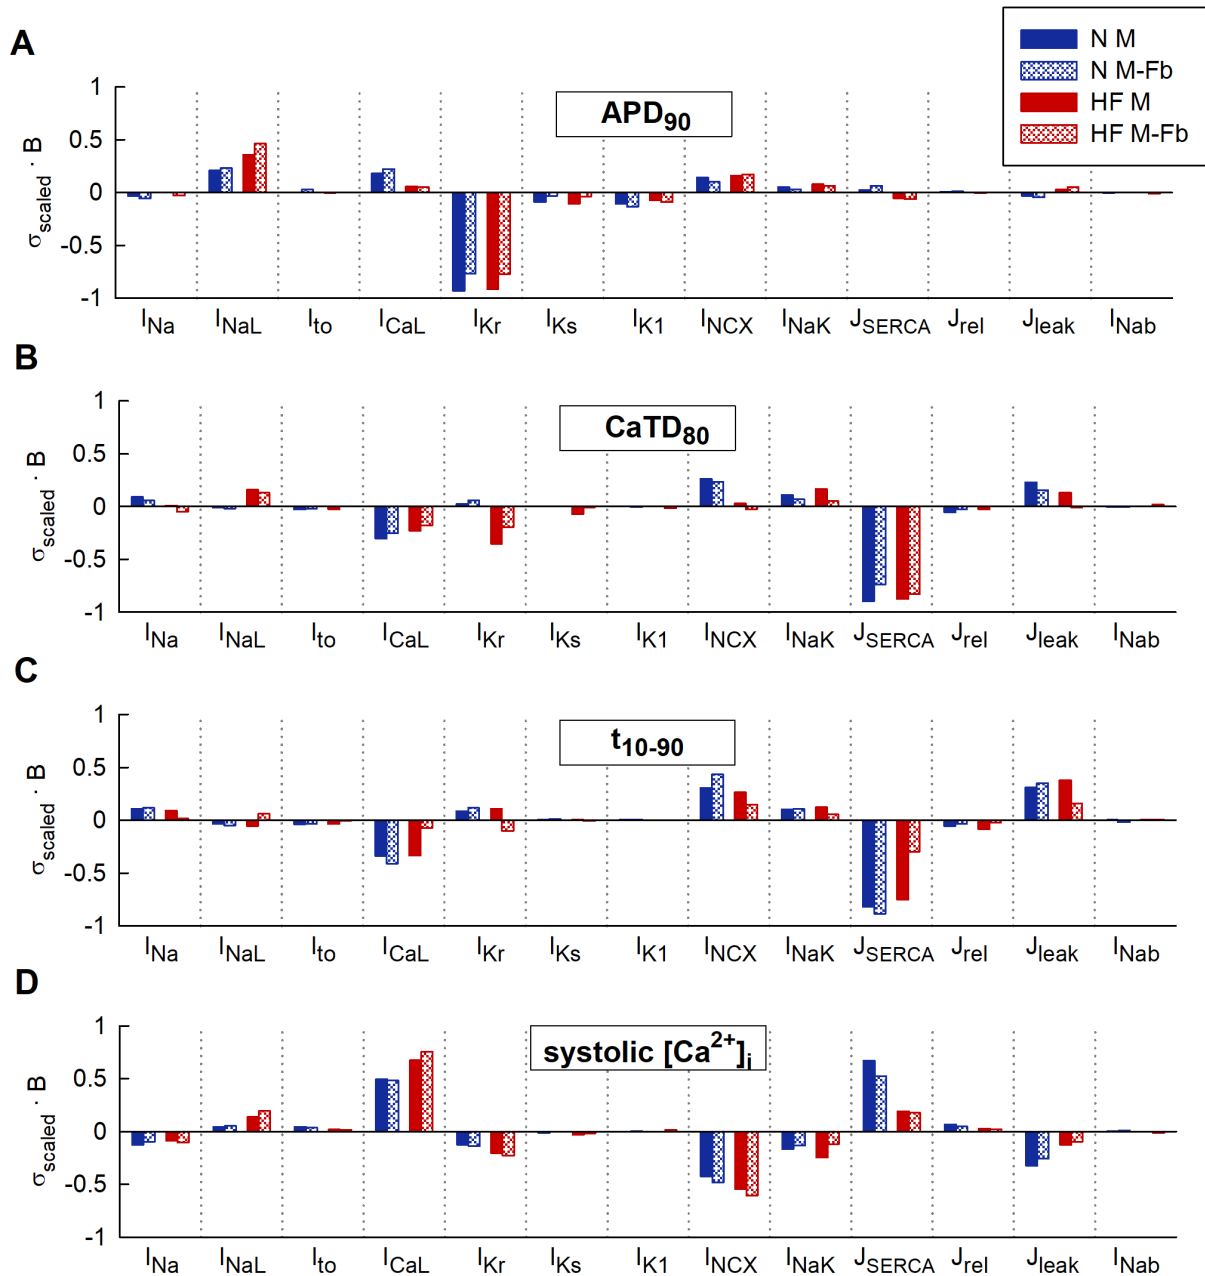 A
N M
N M-Fb
HF M
HF M-Fb
APD90
σscaled · B
1
0.5
0
-0.5
-1
INa INaL Ito ICaL IKr IKs IK1 INCX INaK JSERCA Jrel Jleak INab
B
CaTD80
σscaled · B
1
0.5
0
-0.5
-1
INa INaL Ito ICaL IKr IKs IK1 INCX INaK JSERCA Jrel Jleak INab
C
t10-90
σscaled · B
1
0.5
0
-0.5
-1
INa INaL Ito ICaL IKr IKs IK1 INCX INaK JSERCA Jrel Jleak INab
D
systolic [Ca2+]i
σscaled · B
1
0.5
0
-0.5
-1
INa INaL Ito ICaL IKr IKs IK1 INCX INaK JSERCA Jrel Jleak INab